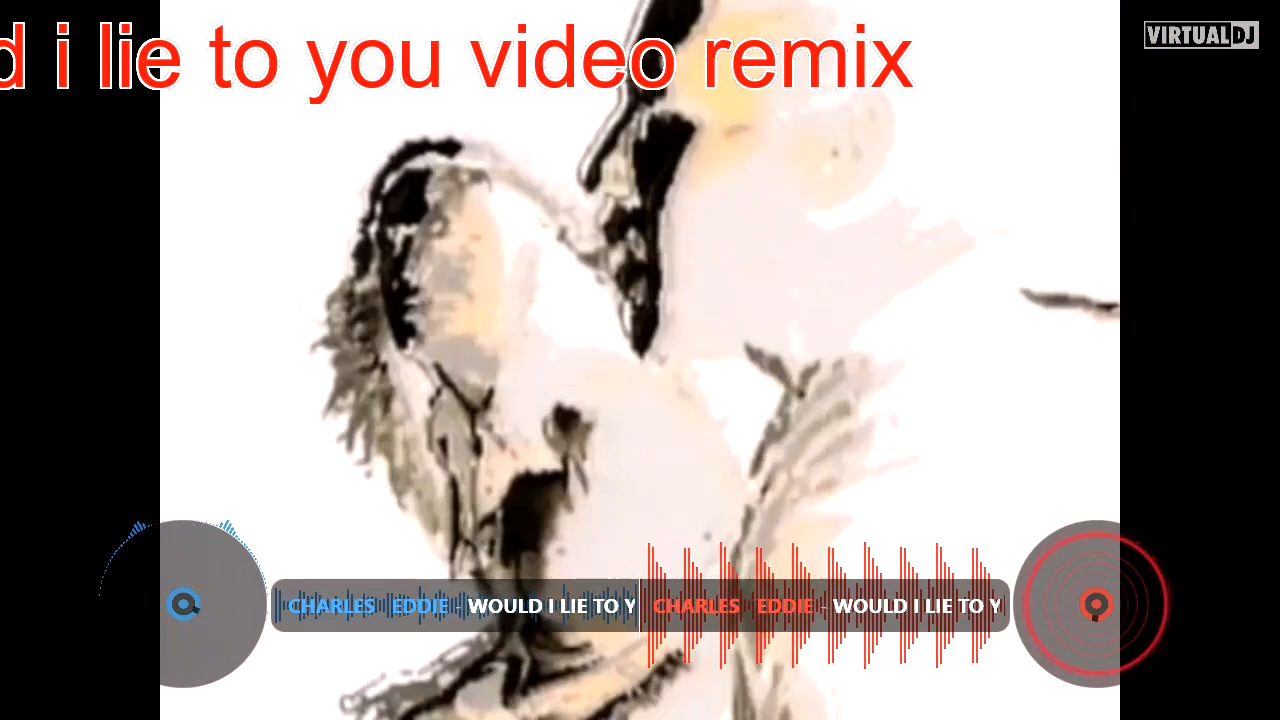 d i lie to you video remix
VIRTUALDJ
CHARLES EDDIE - WOULD I LIE TO Y
CHARLES EDDIE - WOULD I LIE TO Y